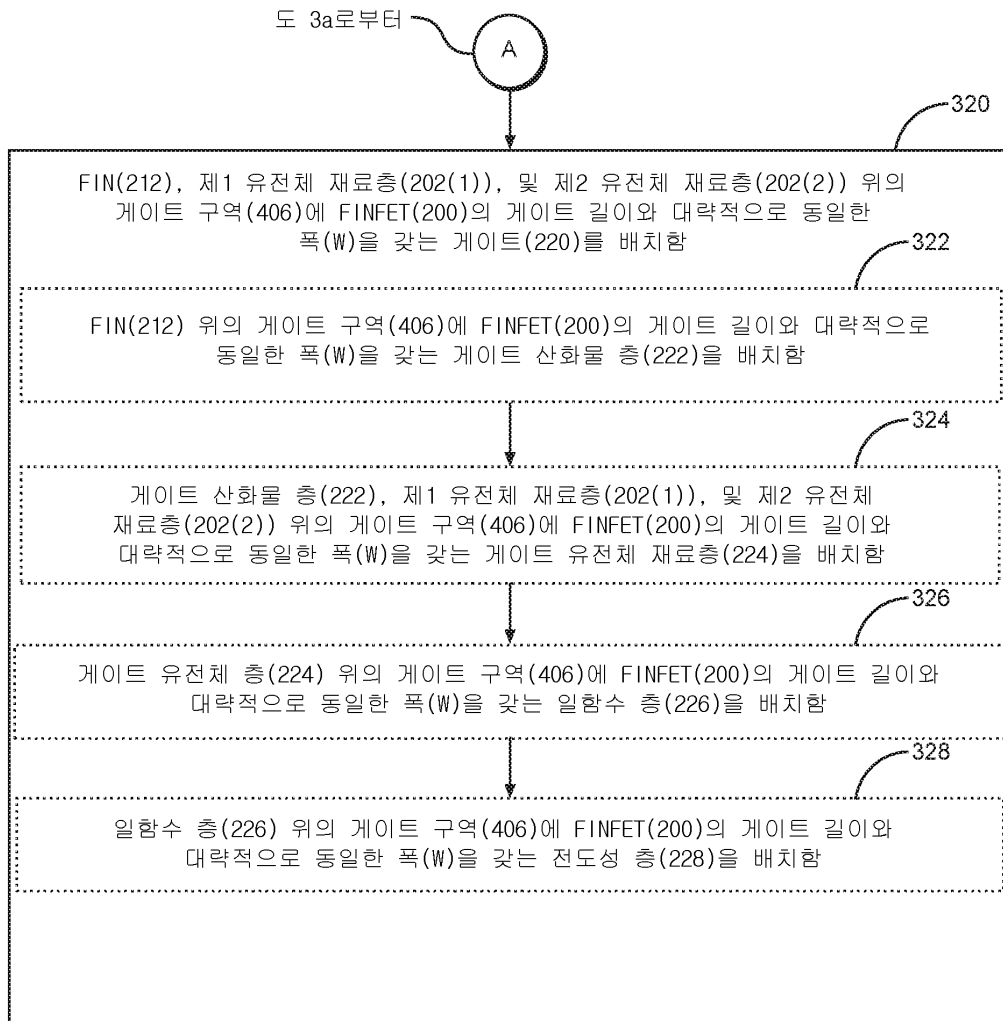 도 3a로부터
A
320
FIN(212), 제1 유전체 재료층(202(1)), 및 제2 유전체 재료층(202(2)) 위의
게이트 구역(406)에 FINFET(200)의 게이트 길이와 대략적으로 동일한
폭(W)을 갖는 게이트(220)를 배치함
322
FIN(212) 위의 게이트 구역(406)에 FINFET(200)의 게이트 길이와 대략적으로
동일한 폭(W)을 갖는 게이트 산화물 층(222)을 배치함
324
게이트 산화물 층(222), 제1 유전체 재료층(202(1)), 및 제2 유전체
재료층(202(2)) 위의 게이트 구역(406)에 FINFET(200)의 게이트 길이와
대략적으로 동일한 폭(W)을 갖는 게이트 유전체 재료층(224)을 배치함
326
게이트 유전체 층(224) 위의 게이트 구역(406)에 FINFET(200)의 게이트 길이와
대략적으로 동일한 폭(W)을 갖는 일함수 층(226)을 배치함
328
일함수 층(226) 위의 게이트 구역(406)에 FINFET(200)의 게이트 길이와
대략적으로 동일한 폭(W)을 갖는 전도성 층(228)을 배치함